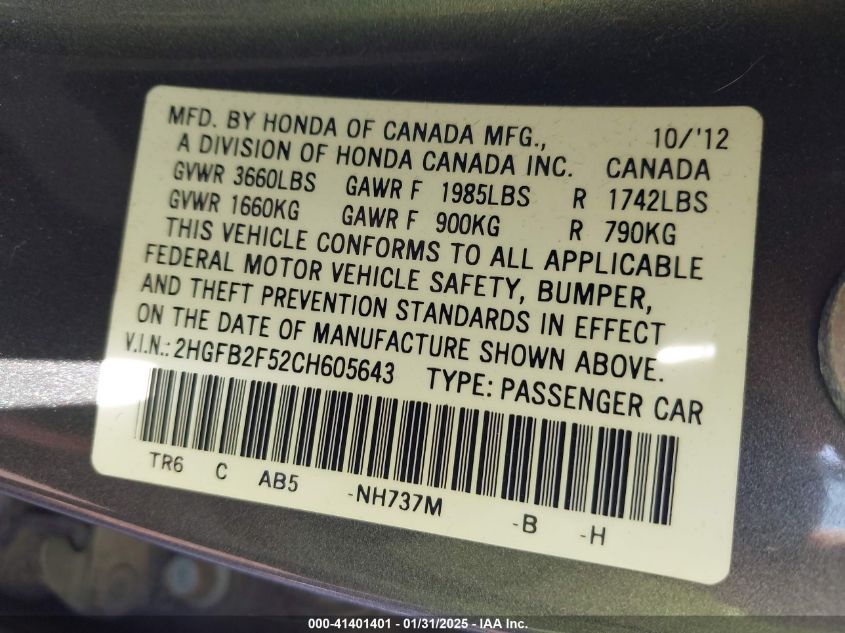 MFD. BY HONDA OF CANADA MFG., 10/'12
A DIVISION OF HONDA CANADA INC. CANADA
GVWR 3660LBS GAWR F 1985LBS R 1742LBS
GVWR 1660KG GAWR F 900KG R 790KG
THIS VEHICLE CONFORMS TO ALL APPLICABLE
FEDERAL MOTOR VEHICLE SAFETY, BUMPER,
AND THEFT PREVENTION STANDARDS IN EFFECT
ON THE DATE OF MANUFACTURE SHOWN ABOVE.
V.I.N.: 2HGFB2F52CH605643 TYPE: PASSENGER CAR
TR6 C AB5 -NH737M -B -H
000-41401401 - 01/31/2025 - IAA Inc.